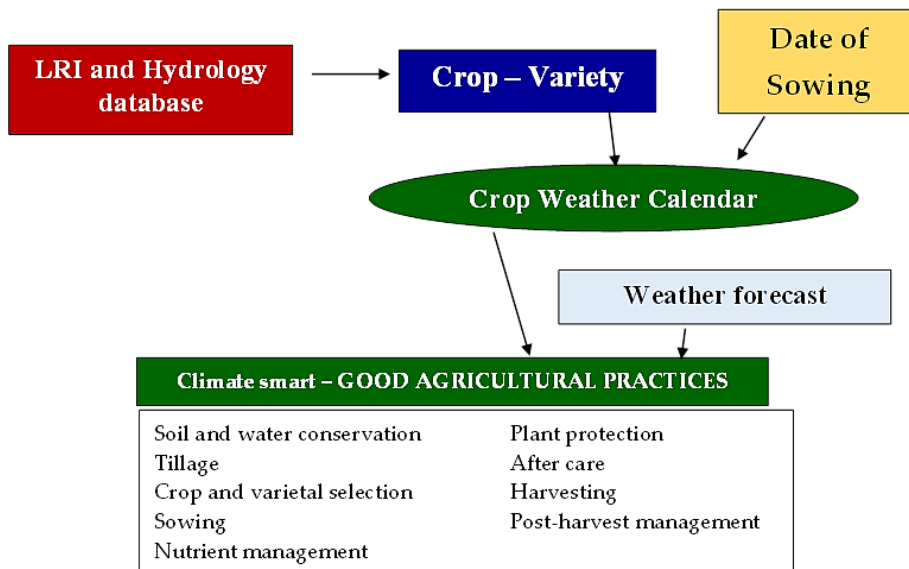 LRI and Hydrology
database
Crop – Variety
Date of
Sowing
Crop Weather Calendar
Weather forecast
Climate smart – GOOD AGRICULTURAL PRACTICES
Soil and water conservation
Tillage
Crop and varietal selection
Sowing
Nutrient management
Plant protection
After care
Harvesting
Post-harvest management